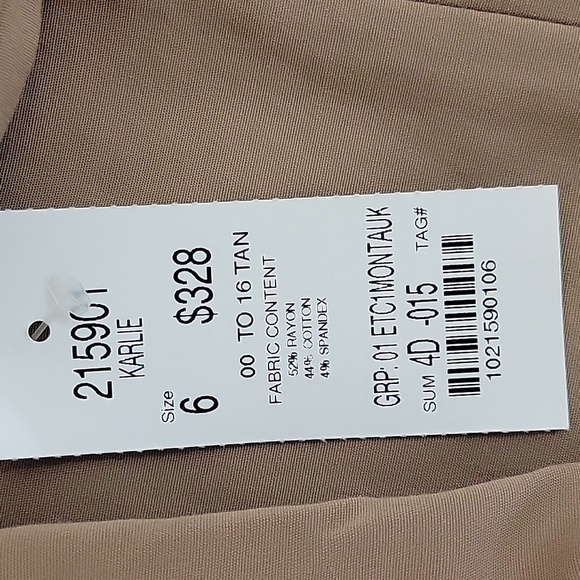 215901
KARLIE
Size
6 $328
00 TO 16 TAN
FABRIC CONTENT
52% RAYON
44% COTTON
4% SPANDEX
GRP: 01 ETC1MONTAUK
SUM 4D -015 TAG#
1021590106